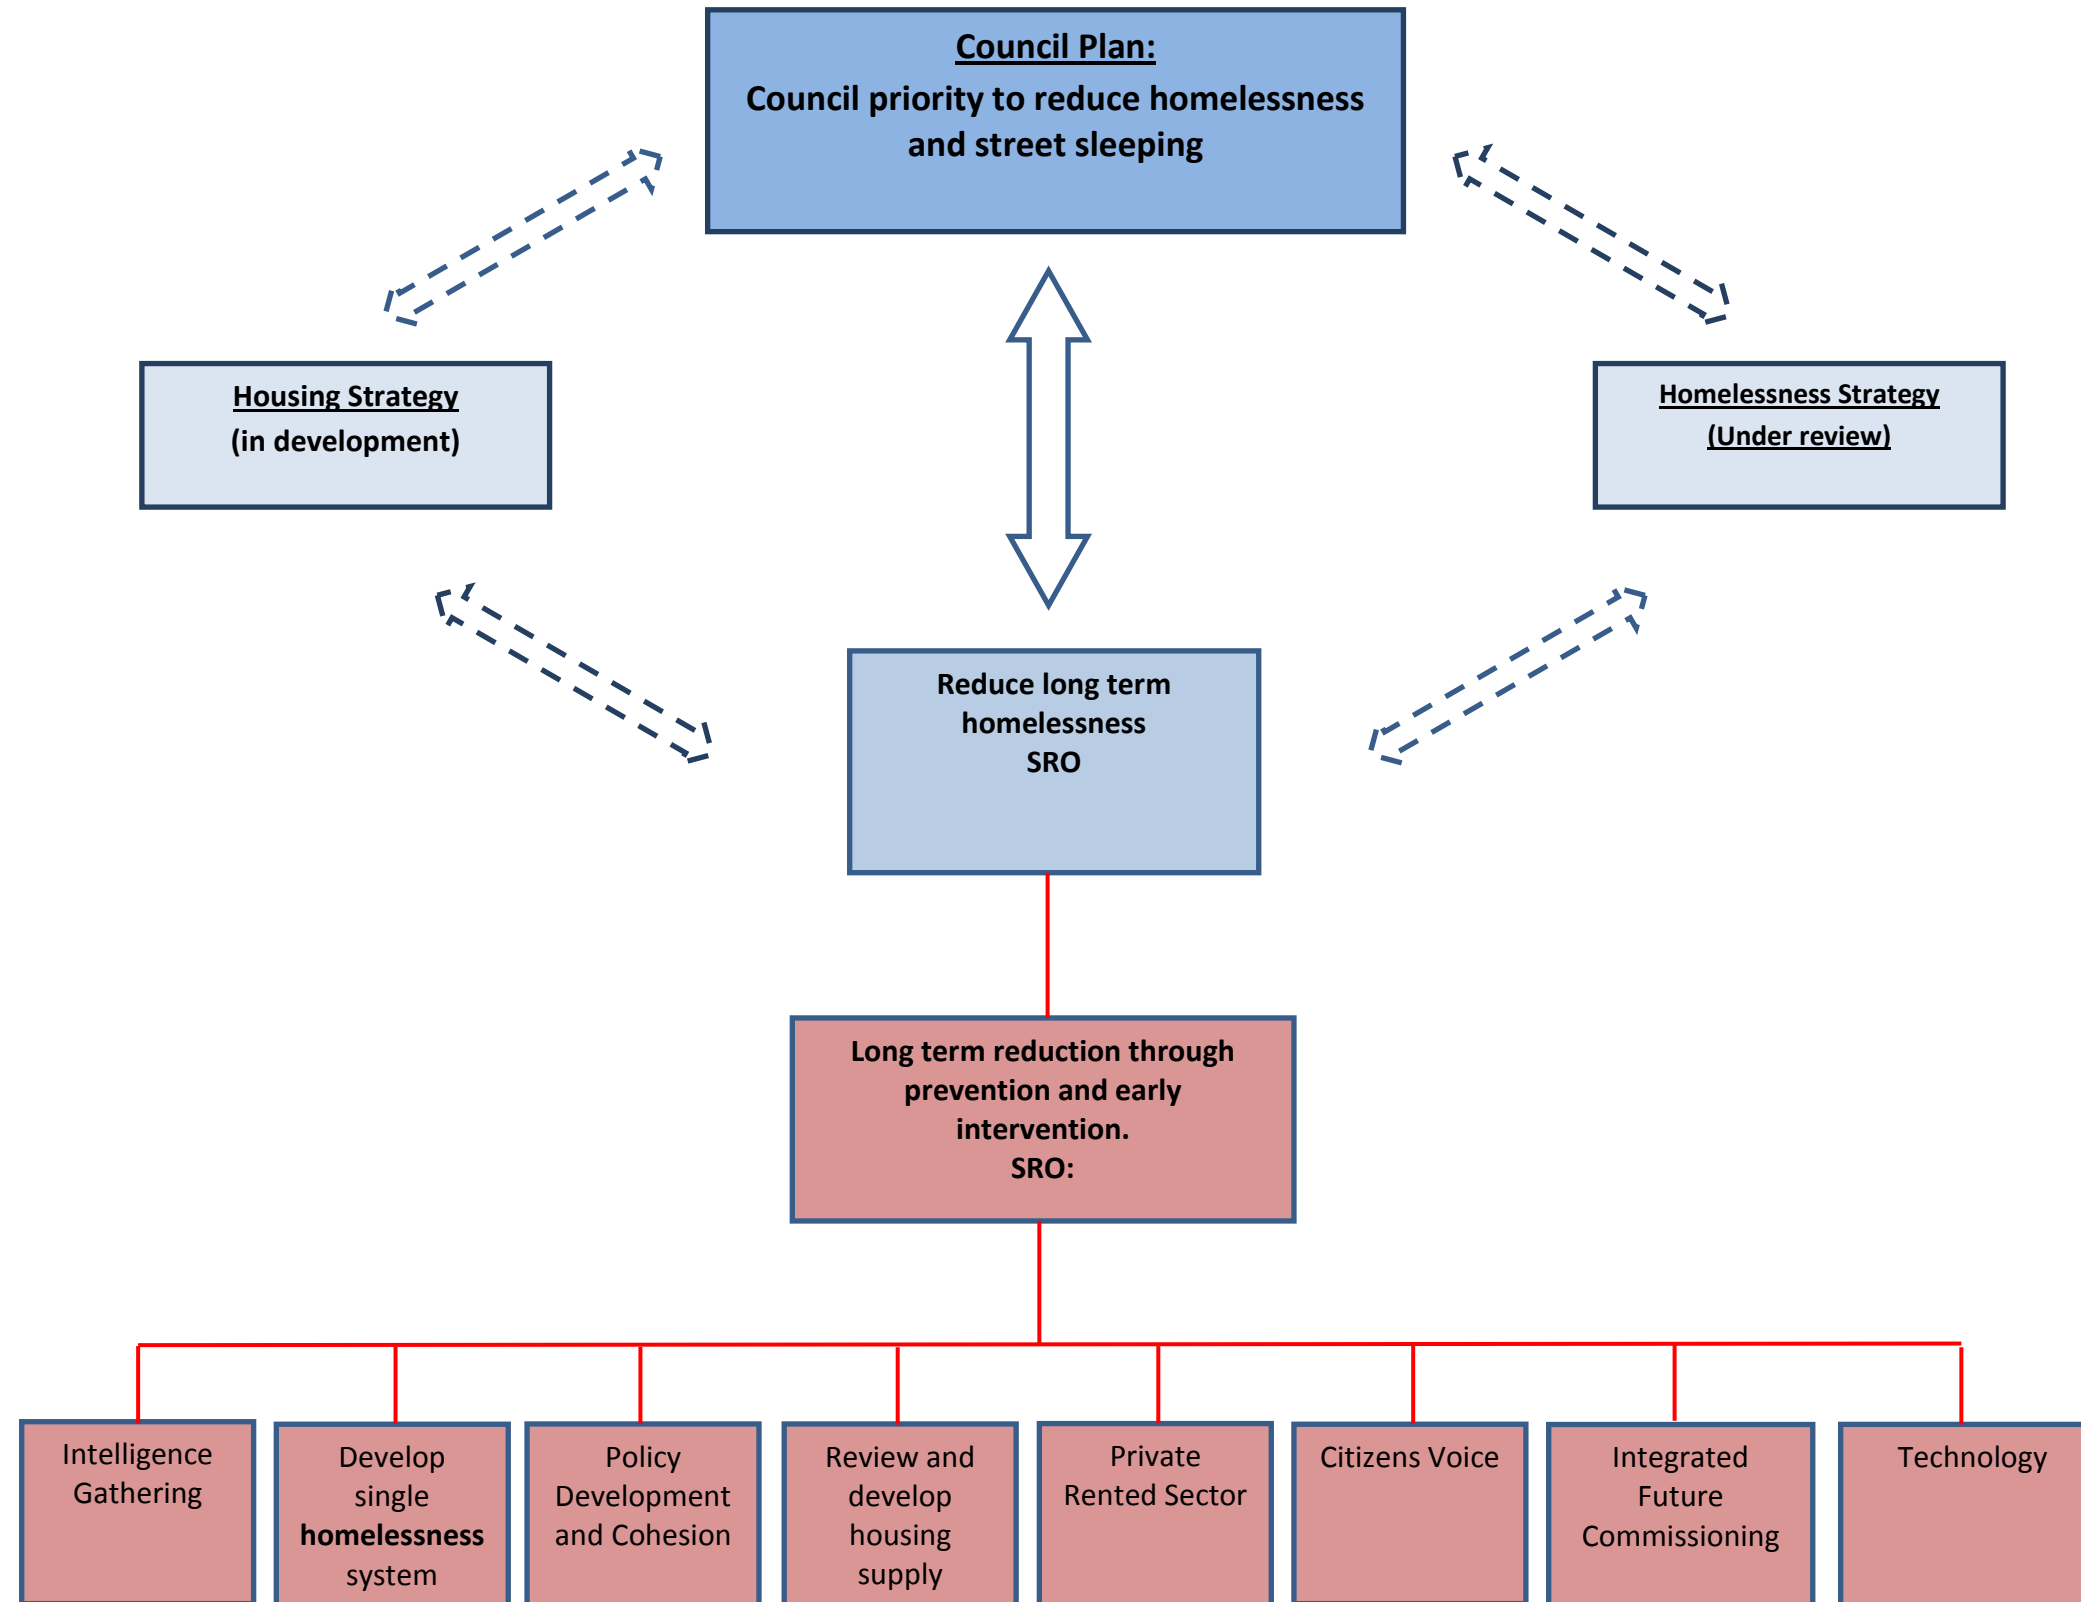 Council Plan:
Council priority to reduce homelessness
and street sleeping
Housing Strategy
(in development)
Homelessness Strategy
(Under review)
Reduce long term
homelessness
SRO
Long term reduction through
prevention and early
intervention.
SRO:
Intelligence
Gathering
Develop
single
homelessness
system
Policy
Development
and Cohesion
Review and
develop
housing
supply
Private
Rented Sector
Citizens Voice
Integrated
Future
Commissioning
Technology